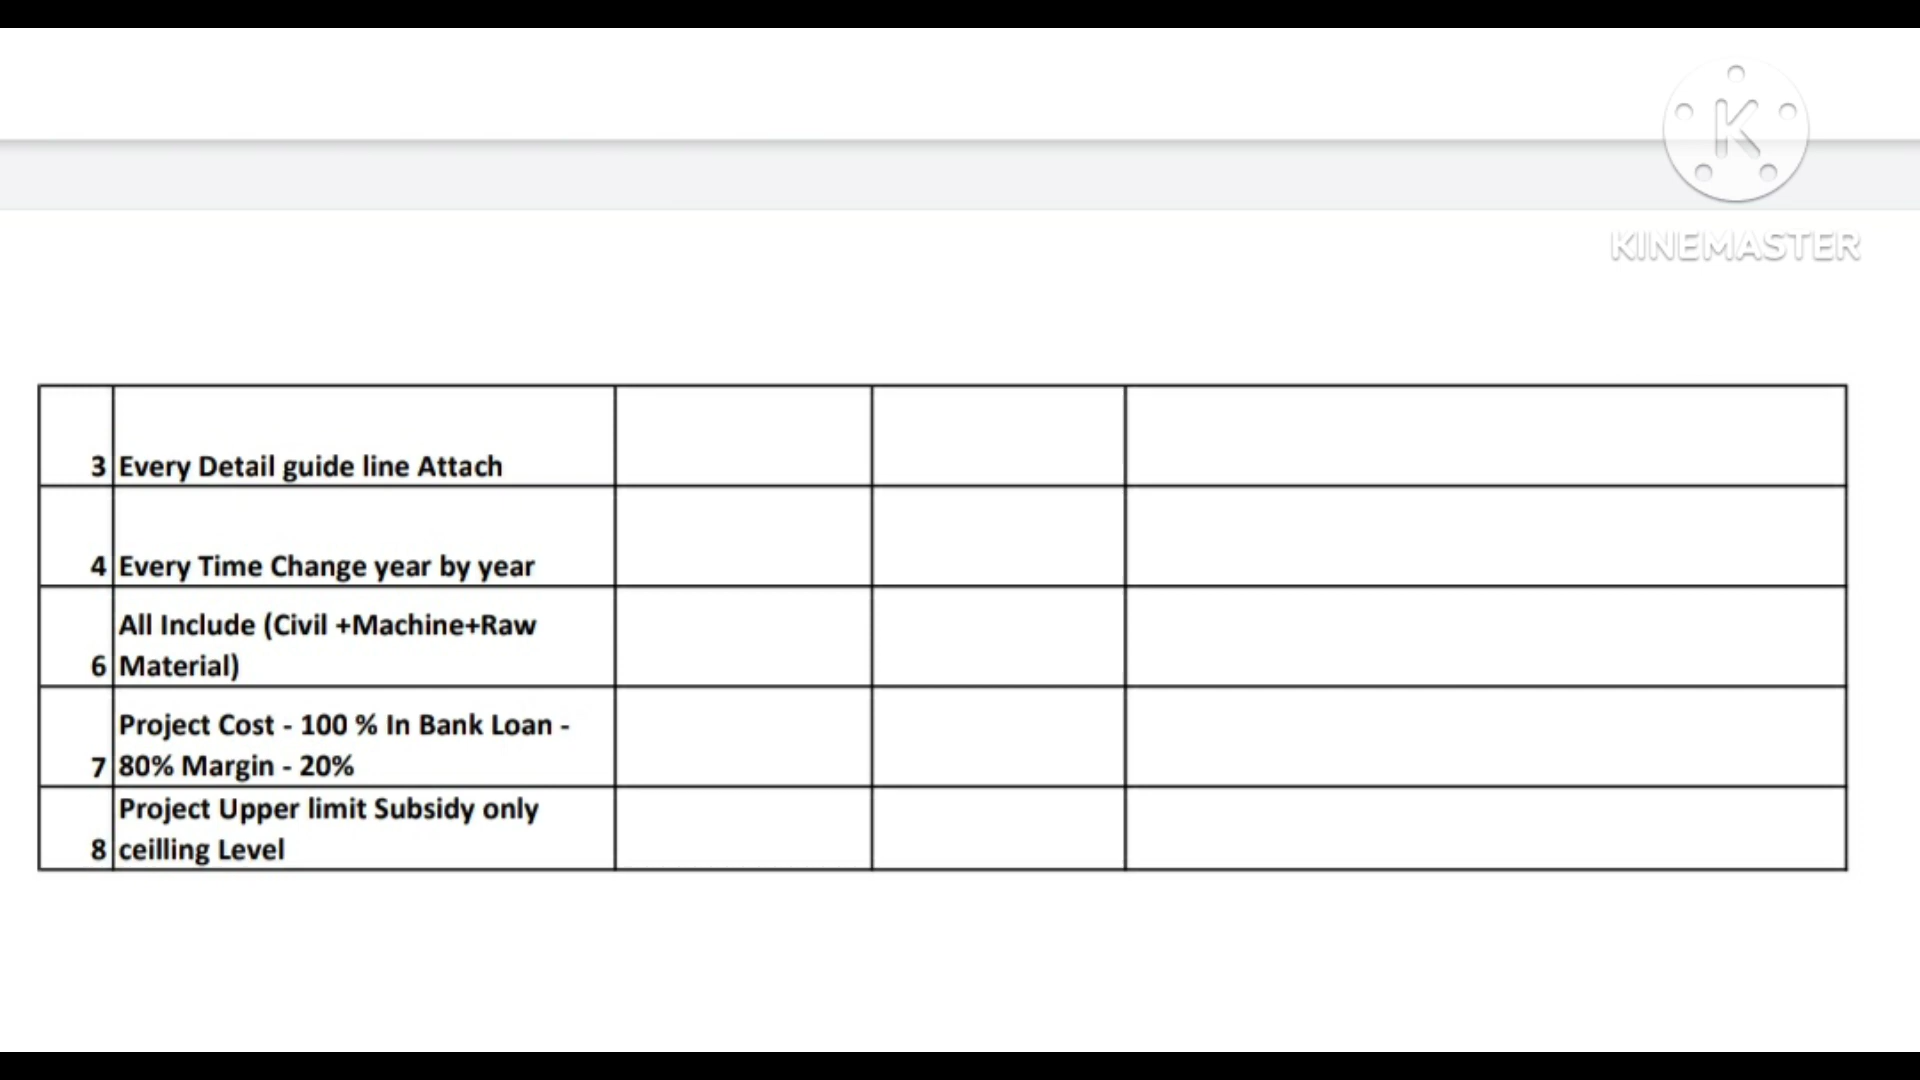 KINEMASTER
3 Every Detail guide line Attach
4 Every Time Change year by year
All Include (Civil +Machine+Raw
6 Material)
Project Cost - 100 % In Bank Loan -
7 80% Margin - 20%
Project Upper limit Subsidy only
8 ceilling Level